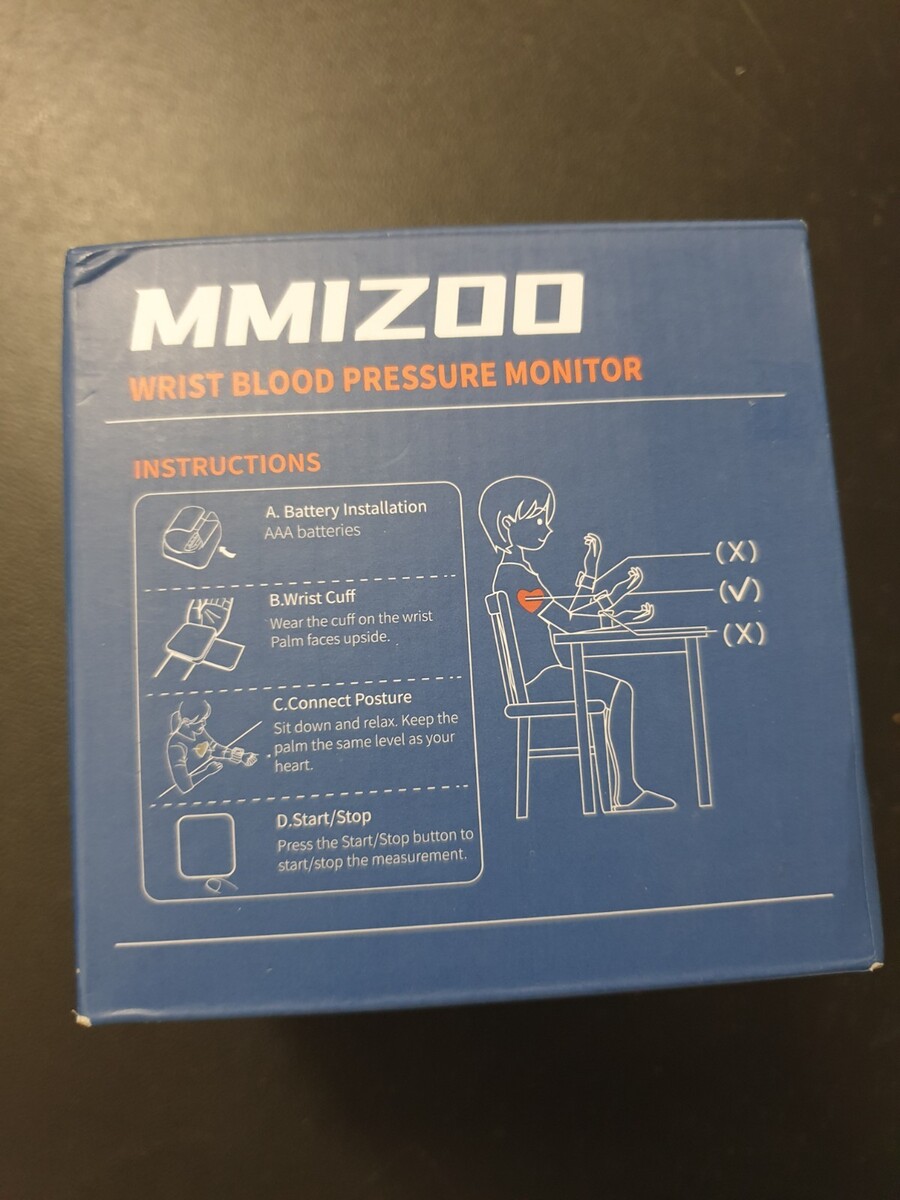 MMIZOO
WRIST BLOOD PRESSURE MONITOR
INSTRUCTIONS
A. Battery Installation
AAA batteries
B.Wrist Cuff
Wear the cuff on the wrist
Palm faces upside.
C.Connect Posture
Sit down and relax. Keep the
palm the same level as your
heart.
D.Start/Stop
Press the Start/Stop button to
start/stop the measurement.
(X)
(√)
(X)